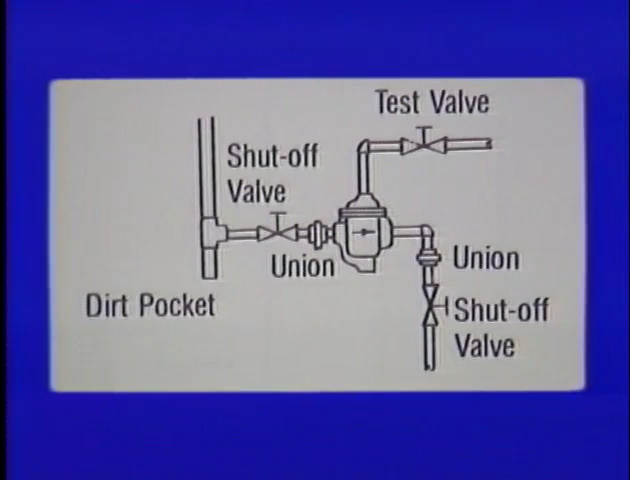 Test Valve
Shut-off
Valve
Union
Union
Dirt Pocket
Shut-off
Valve